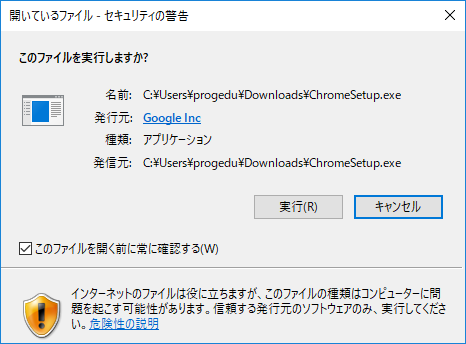 開いているファイル - セキュリティの警告
このファイルを実行しますか?
名前: C:¥Users¥progedu¥Downloads¥ChromeSetup.exe
発行元: Google Inc
種類: アプリケーション
発信元: C:¥Users¥progedu¥Downloads¥ChromeSetup.exe
実行(R) キャンセル
このファイルを開く前に常に確認する(W)
インターネットのファイルは役に立ちますが、このファイルの種類はコンピューターに問
題を起こす可能性があります。信頼する発行元のソフトウェアのみ、実行してくださ
い。危険性の説明